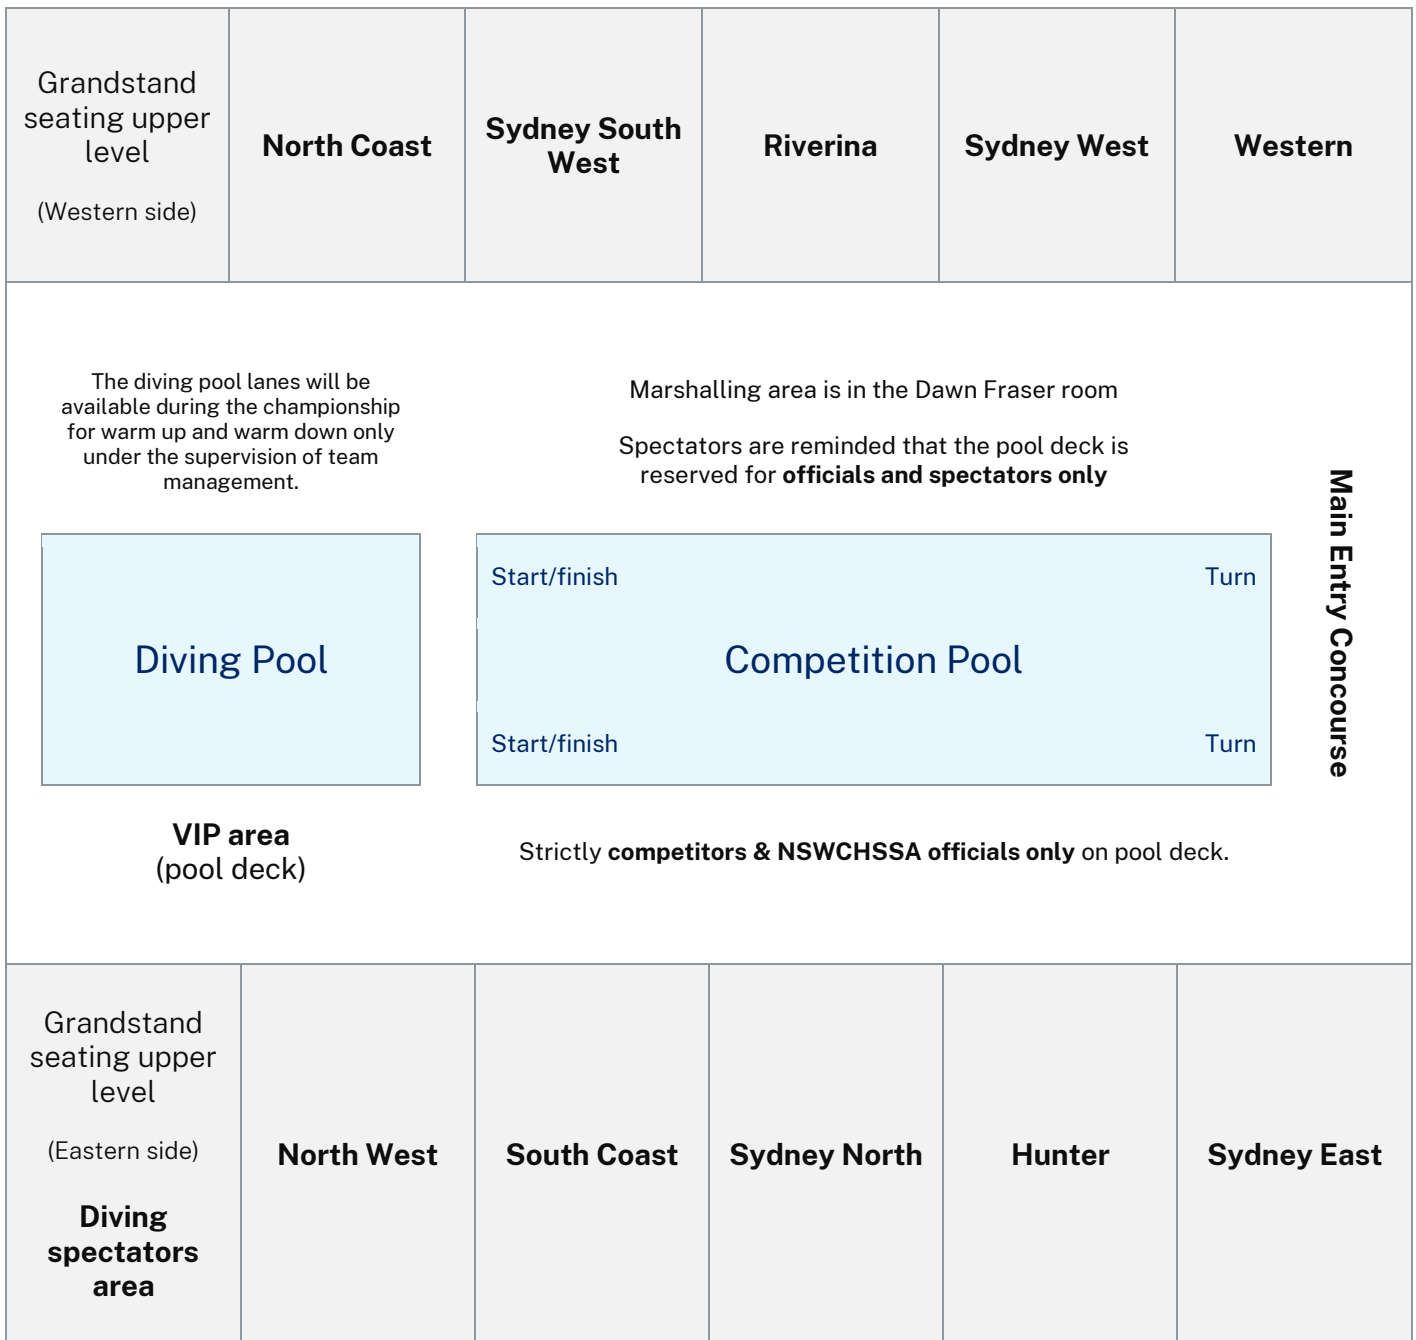 Grandstand
seating upper
level
(Western side)
North Coast
Sydney South
West
Riverina
Sydney West
Western
The diving pool lanes will be
available during the championship
for warm up and warm down only
under the supervision of team
management.
Marshalling area is in the Dawn Fraser room
Spectators are reminded that the pool deck is
reserved for officials and spectators only
Main Entry Concourse
Diving Pool
Start/finish
Turn
Competition Pool
Start/finish
Turn
VIP area
(pool deck)
Strictly competitors & NSWCHSSA officials only on pool deck.
Grandstand
seating upper
level
(Eastern side)
Diving
spectators
area
North West
South Coast
Sydney North
Hunter
Sydney East